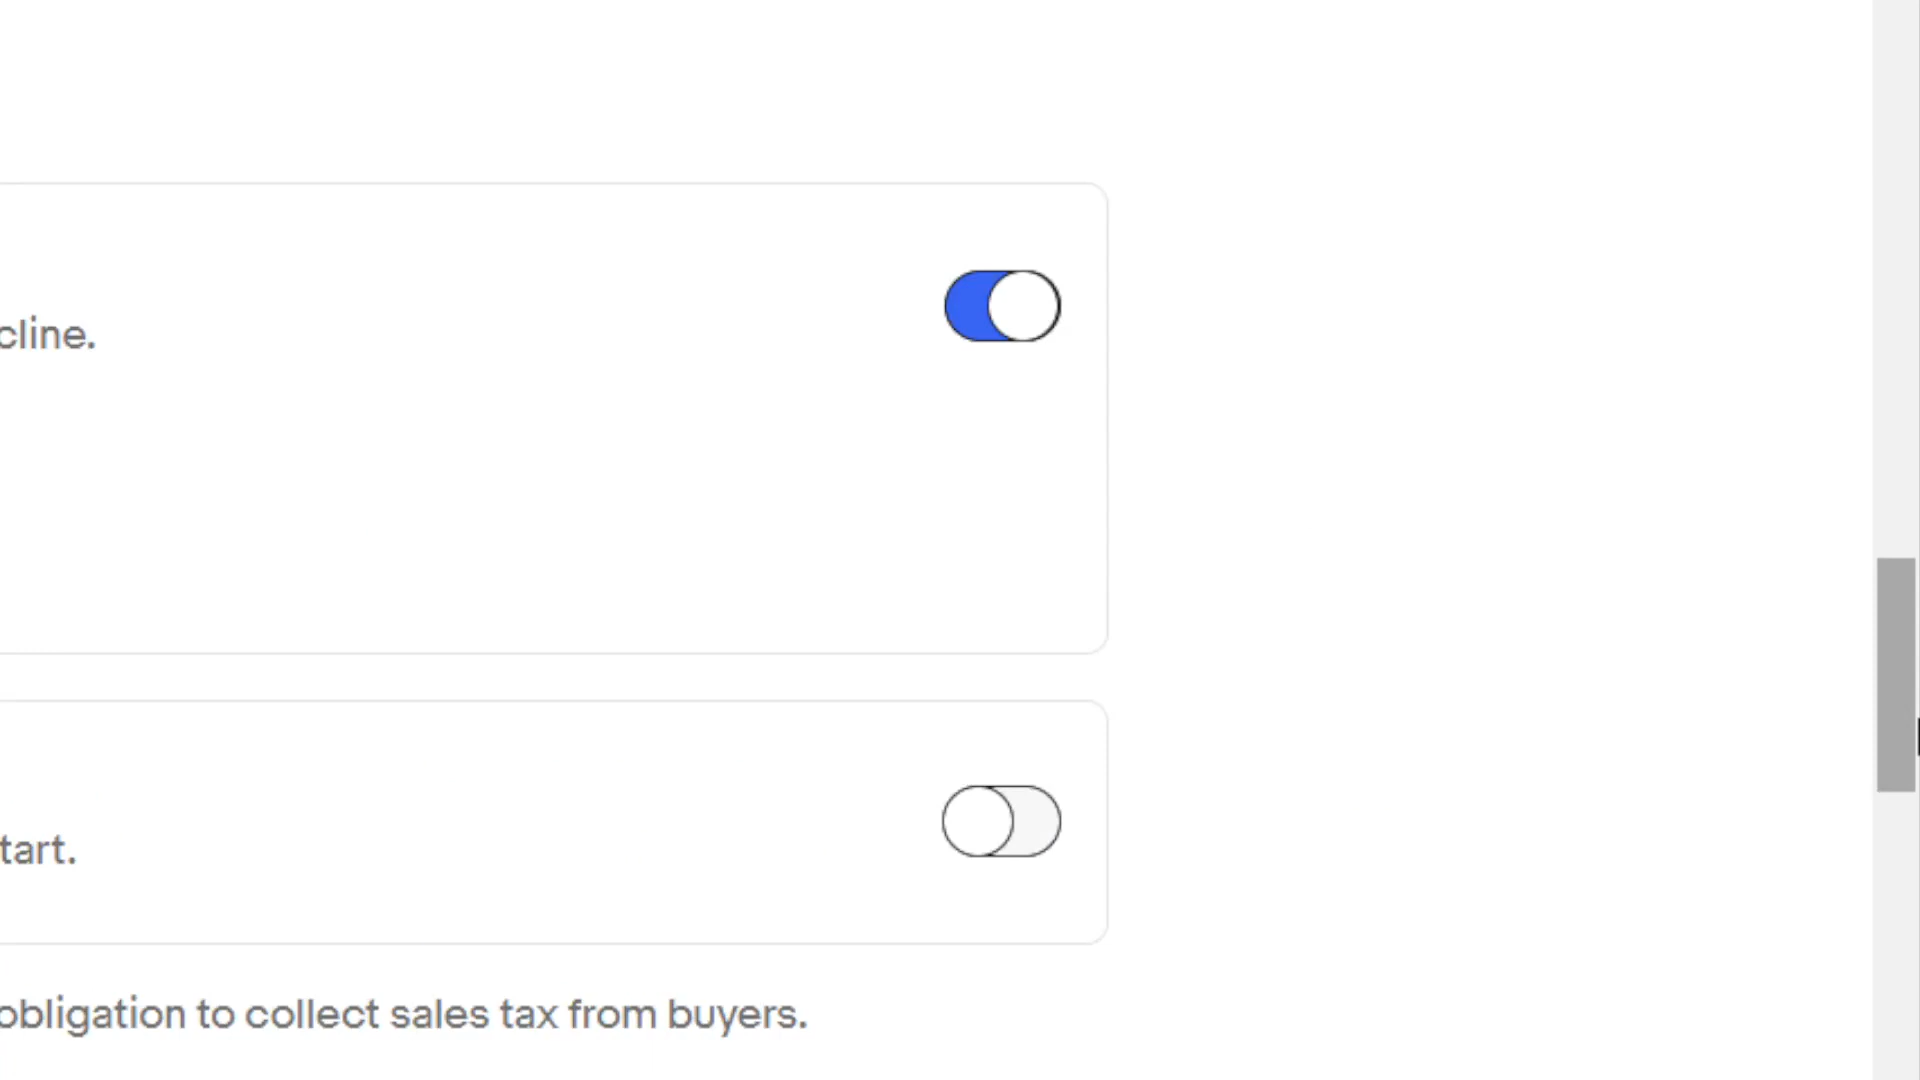 cline.
tart.
obligation to collect sales tax from buyers.